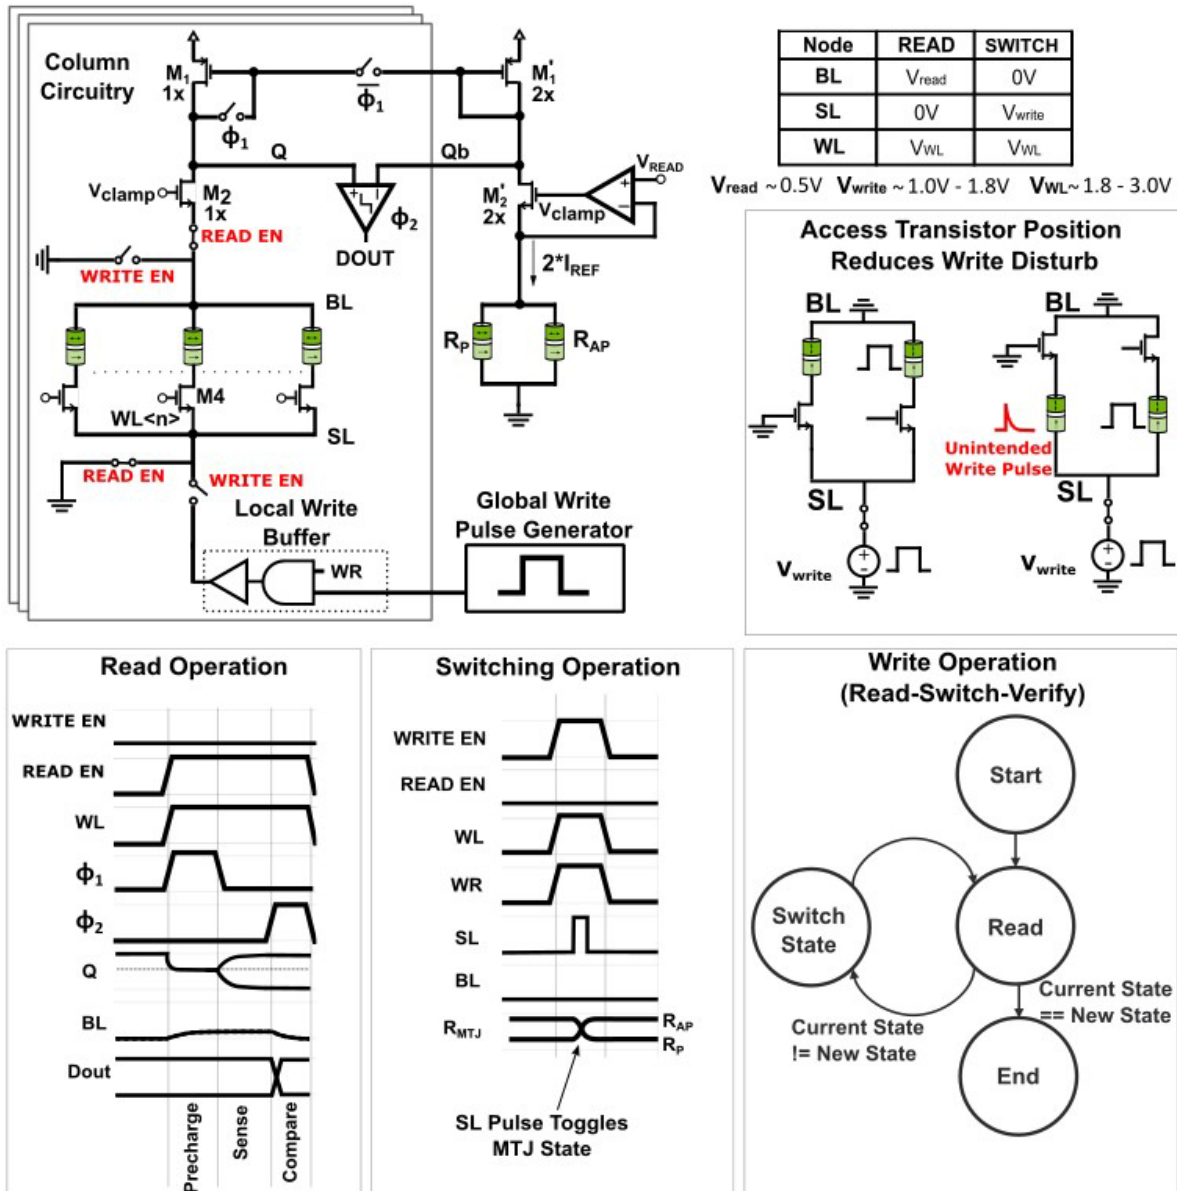 Column
Circuitry
M1
1x
ϕ1
ϕ1
M'1
2x
Q
Qb
Vclamp
M2
1x
READ EN
ϕ2
DOUT
M'2
2x
Vclamp
VREAD
+
−
2*IREF
WRITE EN
BL
RP
RAP
M4
WL<n>
SL
READ EN
WRITE EN
Local Write
Buffer
WR
Global Write
Pulse Generator
Node READ SWITCH
BL Vread 0V
SL 0V Vwrite
WL VWL VWL
Vread ~0.5V Vwrite ~1.0V - 1.8V VWL~ 1.8 - 3.0V
Access Transistor Position
Reduces Write Disturb
BL
BL
Unintended
Write Pulse
SL
SL
Vwrite
+
-
Vwrite
+
-
Read Operation
WRITE EN
READ EN
WL
ϕ1
ϕ2
Q
BL
Dout
Precharge
Sense
Compare
Switching Operation
WRITE EN
READ EN
WL
WR
SL
BL
RMTJ
RAP
RP
SL Pulse Toggles
MTJ State
Write Operation
(Read-Switch-Verify)
Start
Switch
State
Read
Current State
!= New State
Current State
== New State
End